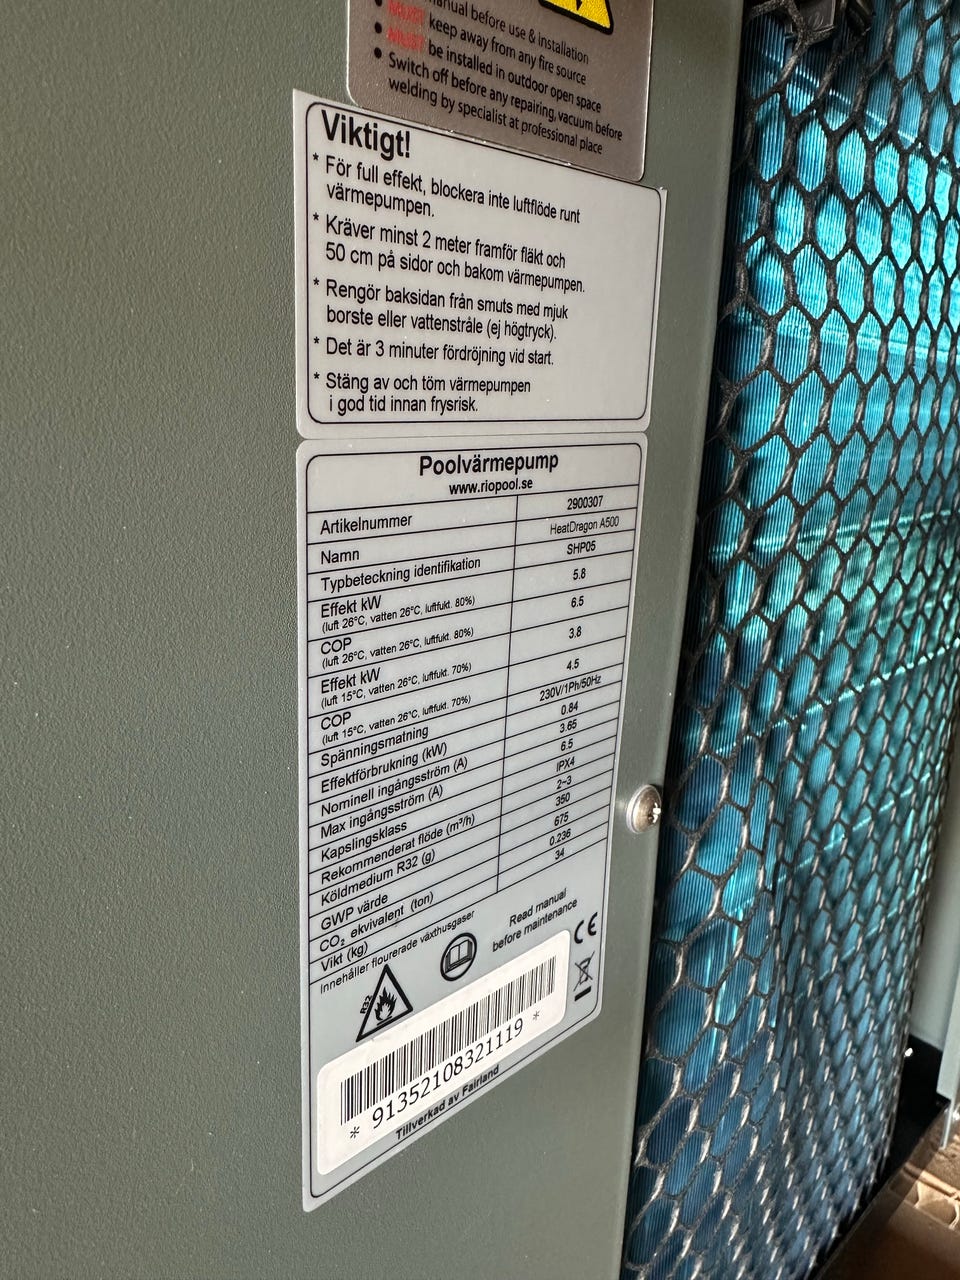 manual before use & installation
• MUST keep away from any fire source
• MUST be installed in outdoor open space
• Switch off before any repairing, vacuum before
welding by specialist at professional place
Viktigt!
* För full effekt, blockera inte luftflöde runt
värmepumpen.
* Kräver minst 2 meter framför fläkt och
50 cm på sidor och bakom värmepumpen.
* Rengör baksidan från smuts med mjuk
borste eller vattenstråle (ej högtryck).
* Det är 3 minuter fördröjning vid start.
* Stäng av och töm värmepumpen
i god tid innan frysrisk.
Poolvärmepump
www.riopool.se
Artikelnummer 2900307
Namn HeatDragon A500
Typbeteckning identifikation SHP05
Effekt kW 5.8
(luft 26°C, vatten 26°C, luftfukt. 80%)
COP 6.5
(luft 26°C, vatten 26°C, luftfukt. 80%)
Effekt kW 3.8
(luft 15°C, vatten 26°C, luftfukt. 70%)
COP 4.5
(luft 15°C, vatten 26°C, luftfukt. 70%)
Spänningsmatning 230V/1Ph/50Hz
Effektförbrukning (kW) 0.84
Nominell ingångsström (A) 3.65
Max ingångsström (A) 6.5
Kapslingsklass IPX4
Rekommenderat flöde (m³/h) 2~3
Köldmedium R32 (g) 350
GWP värde 675
CO₂ ekvivalent (ton) 0.236
Vikt (kg) 34
Innehåller flourerade växthusgaser
R32
Read manual
before maintenance
CE
* 91352108321119 *
Tillverkad av Fairland